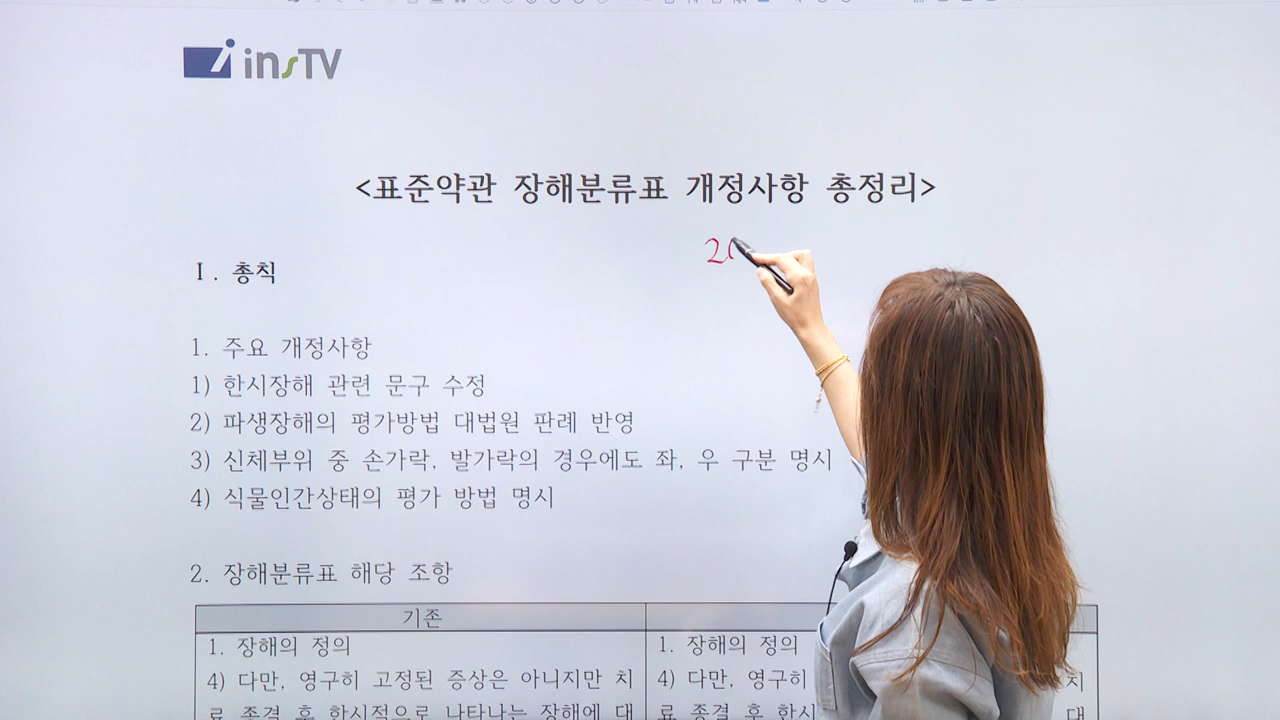 insTV
<표준약관 장해분류표 개정사항 총정리>
20
Ⅰ. 총칙
1. 주요 개정사항
1) 한시장해 관련 문구 수정
2) 파생장해의 평가방법 대법원 판례 반영
3) 신체부위 중 손가락, 발가락의 경우에도 좌, 우 구분 명시
4) 식물인간상태의 평가 방법 명시
2. 장해분류표 해당 조항
기존
1. 장해의 정의
1. 장해의 정의
4) 다만, 영구히 고정된 증상은 아니지만 치
4) 다만, 영구히 치
료 종결 후 한시적으로 나타나는 장해에 대
료 종결 후 한시 대